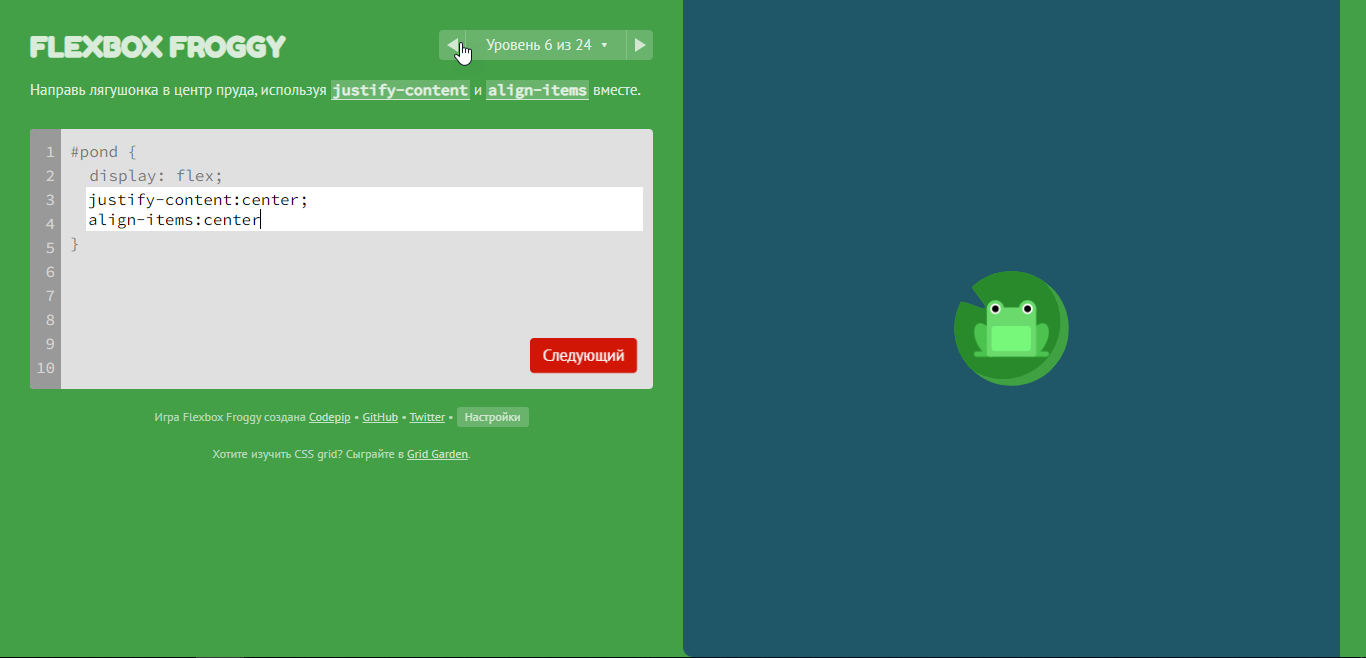 FLEXBOX FROGGY
Уровень 6 из 24
Направь лягушонка в центр пруда, используя justify-content и align-items вместе.
1 #pond {
2 display: flex;
3 justify-content:center;
4 align-items:center
5 }
6
7
8
9
10
Следующий
Игра Flexbox Froggy создана Codepip • GitHub • Twitter • Настройки
Хотите изучить CSS grid? Сыграйте в Grid Garden.